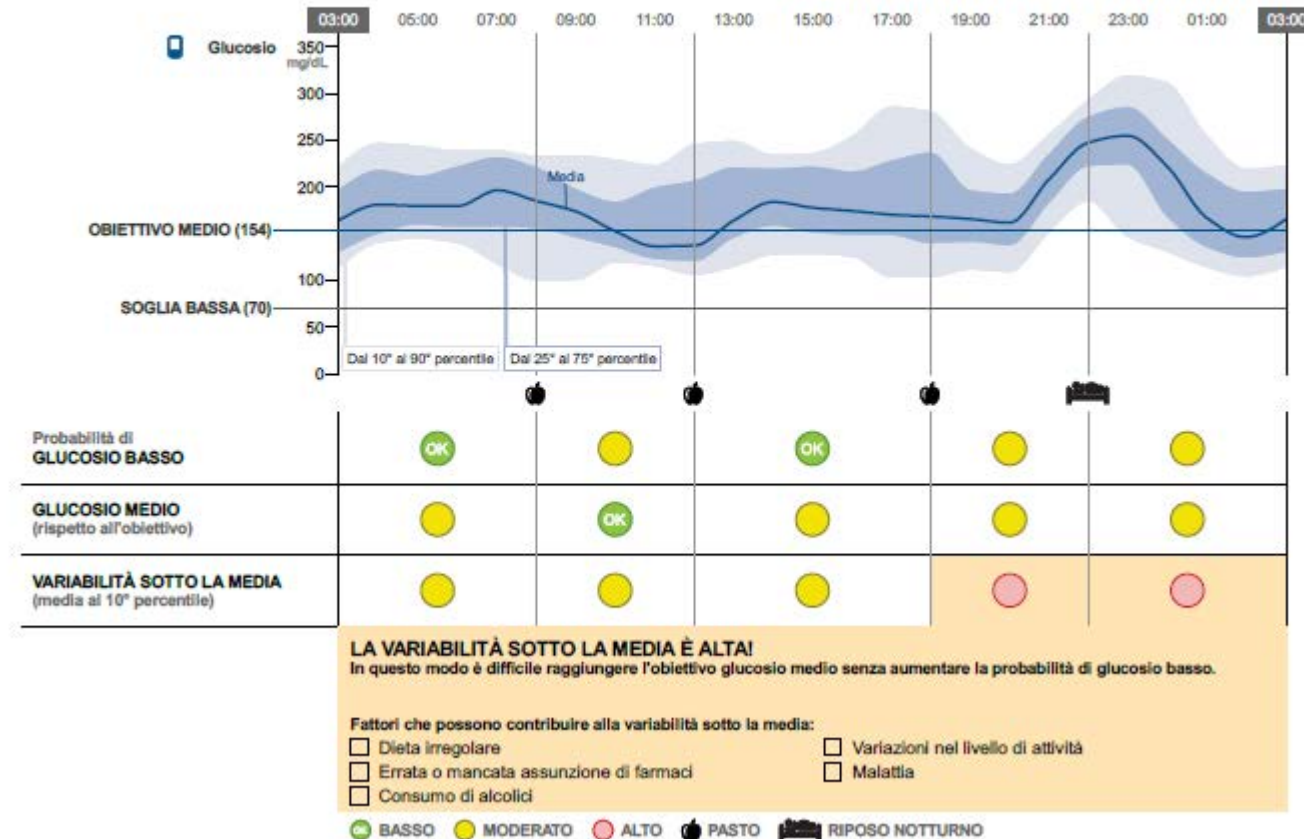 03:00 05:00 07:00 09:00 11:00 13:00 15:00 17:00 19:00 21:00 23:00 01:00 03:00
Glucosio
mg/dL
350
300
250
200
100
50
0
Media
OBIETTIVO MEDIO (154)
SOGLIA BASSA (70)
Dal 10° al 90° percentile
Dal 25° al 75° percentile
Probabilità di
GLUCOSIO BASSO
OK
OK
GLUCOSIO MEDIO
(rispetto all'obiettivo)
OK
VARIABILITÀ SOTTO LA MEDIA
(media al 10° percentile)
LA VARIABILITÀ SOTTO LA MEDIA È ALTA!
In questo modo è difficile raggiungere l'obiettivo glucosio medio senza aumentare la probabilità di glucosio basso.
Fattori che possono contribuire alla variabilità sotto la media:
Dieta irregolare
Variazioni nel livello di attività
Errata o mancata assunzione di farmaci
Malattia
Consumo di alcolici
OK BASSO MODERATO ALTO PASTO RIPOSO NOTTURNO